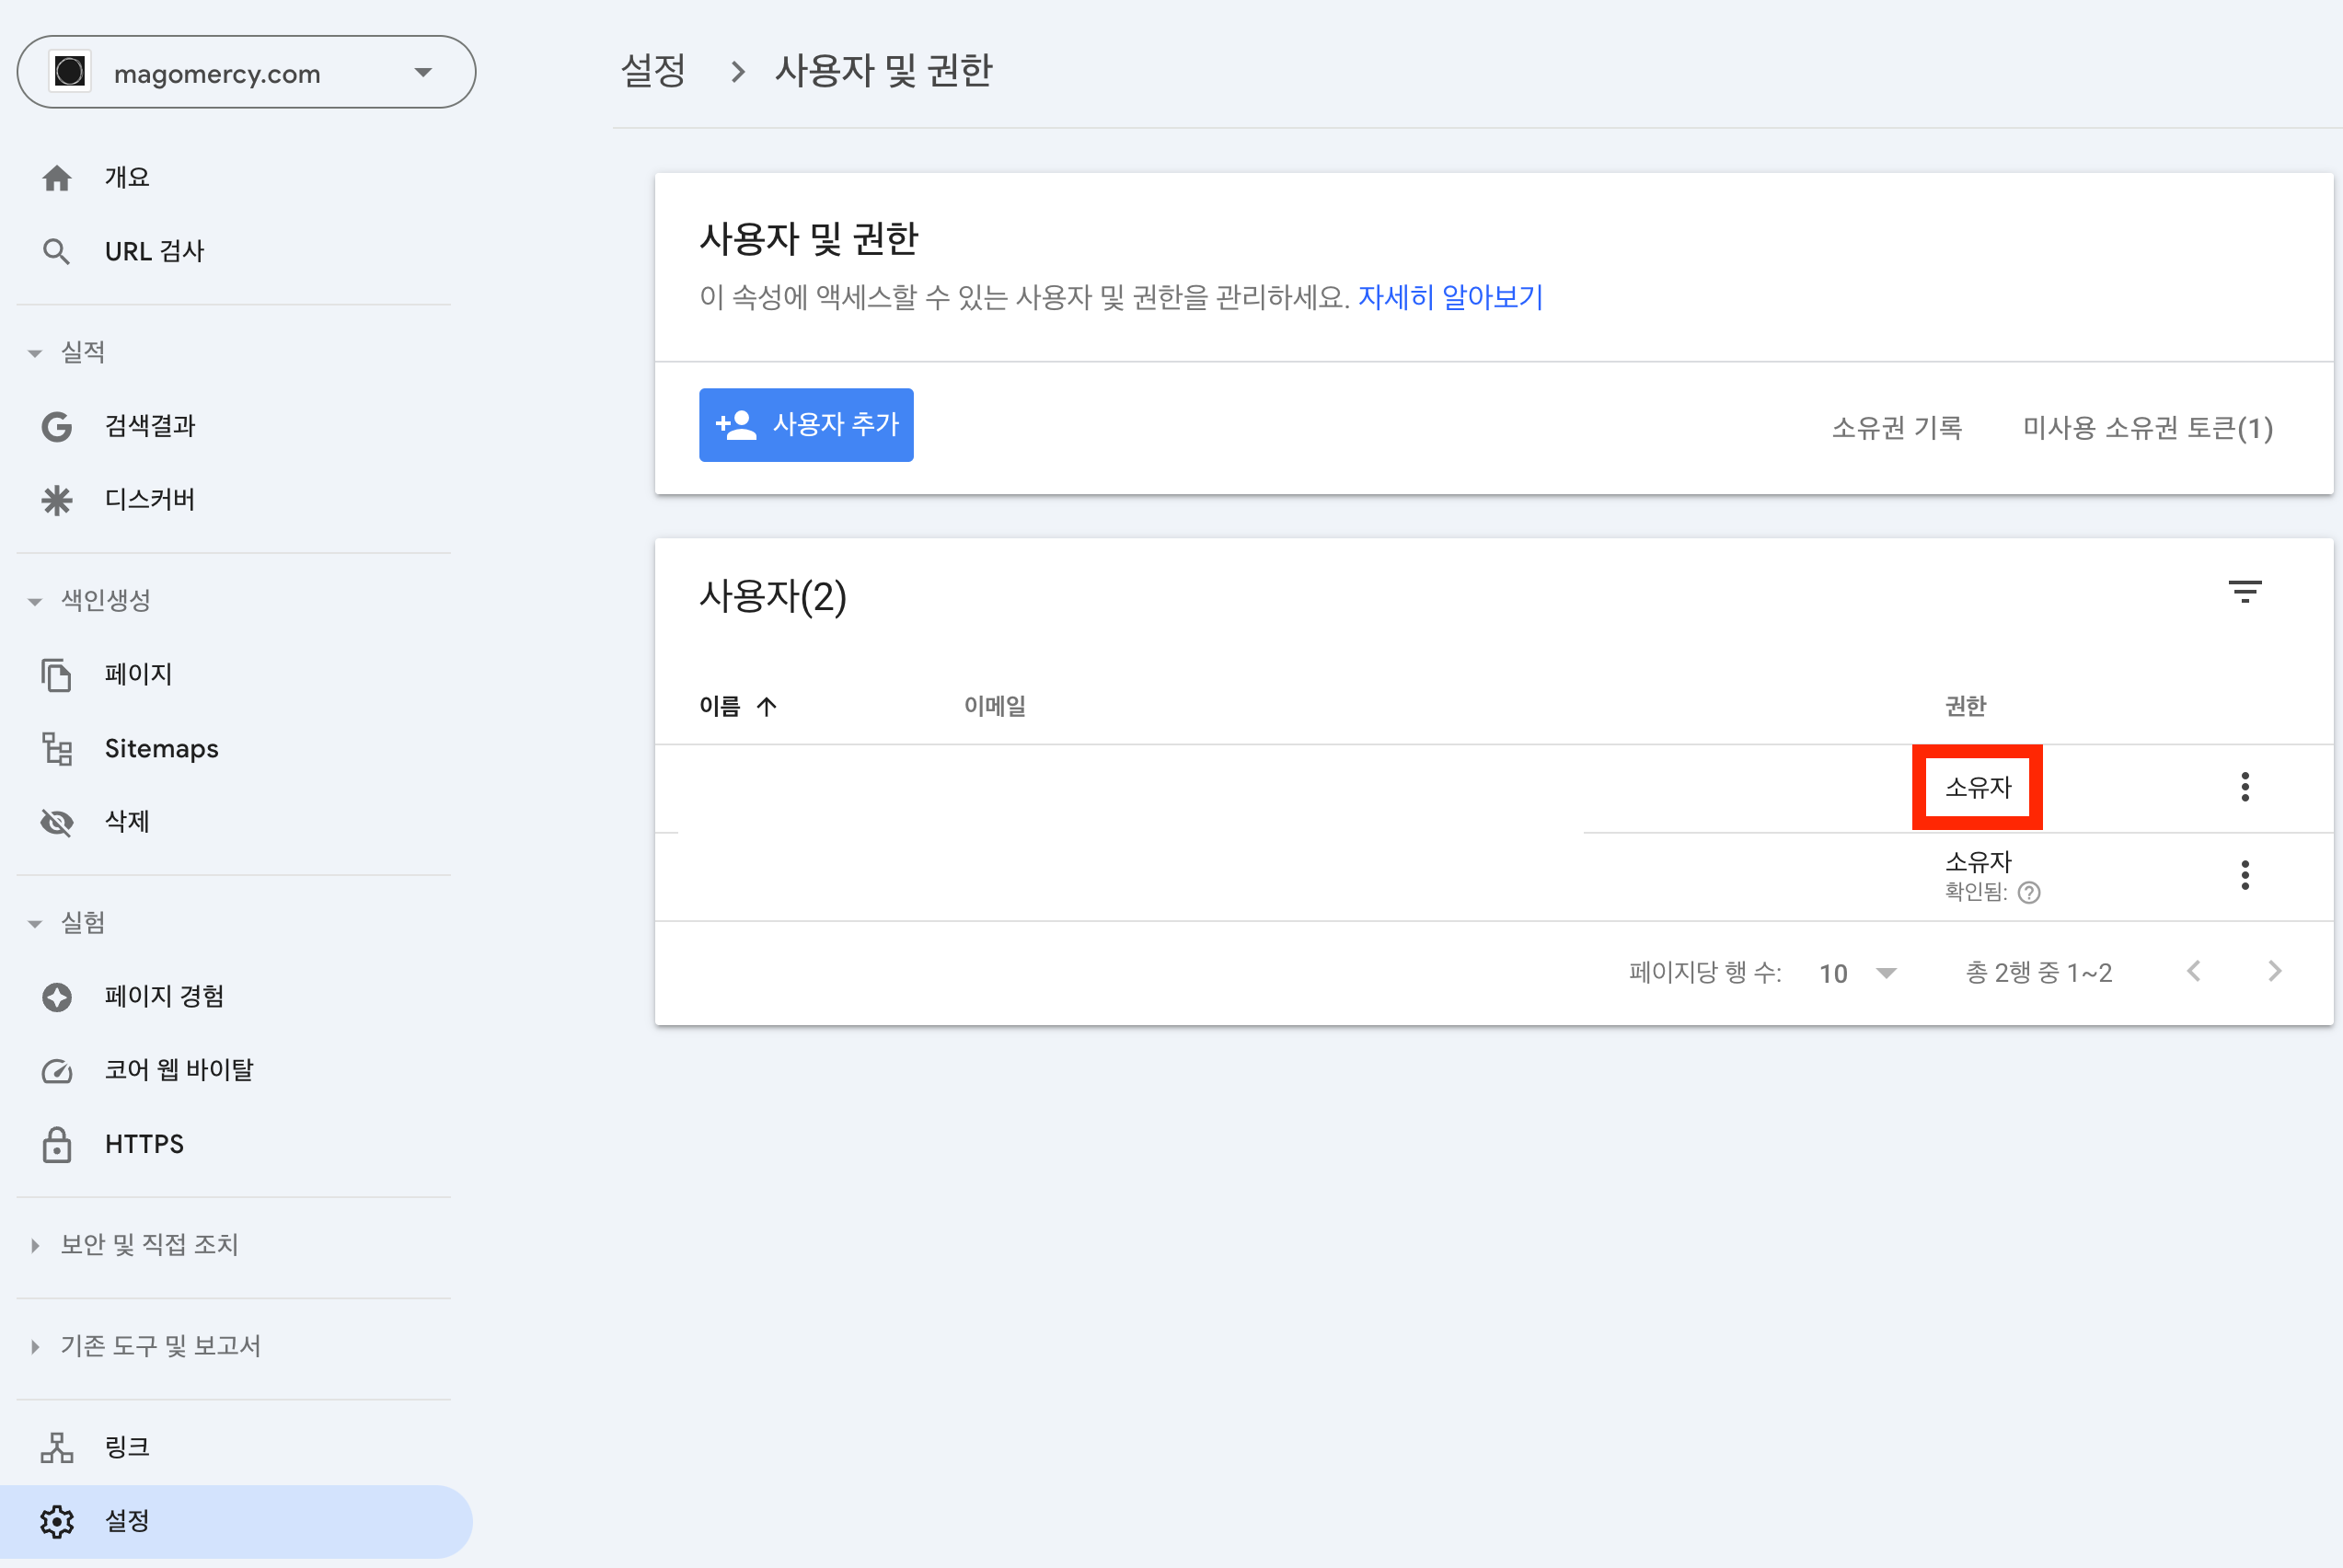 magomercy.com
개요
URL 검사
실적
검색결과
디스커버
색인생성
페이지
Sitemaps
삭제
실험
페이지 경험
코어 웹 바이탈
HTTPS
보안 및 직접 조치
기존 도구 및 보고서
링크
설정
설정 > 사용자 및 권한
사용자 및 권한
이 속성에 액세스할 수 있는 사용자 및 권한을 관리하세요. 자세히 알아보기
사용자 추가 소유권 기록 미사용 소유권 토큰(1)
사용자(2)
이름 이메일 권한
소유자
소유자
확인됨:
페이지당 행 수: 10 총 2행 중 1~2